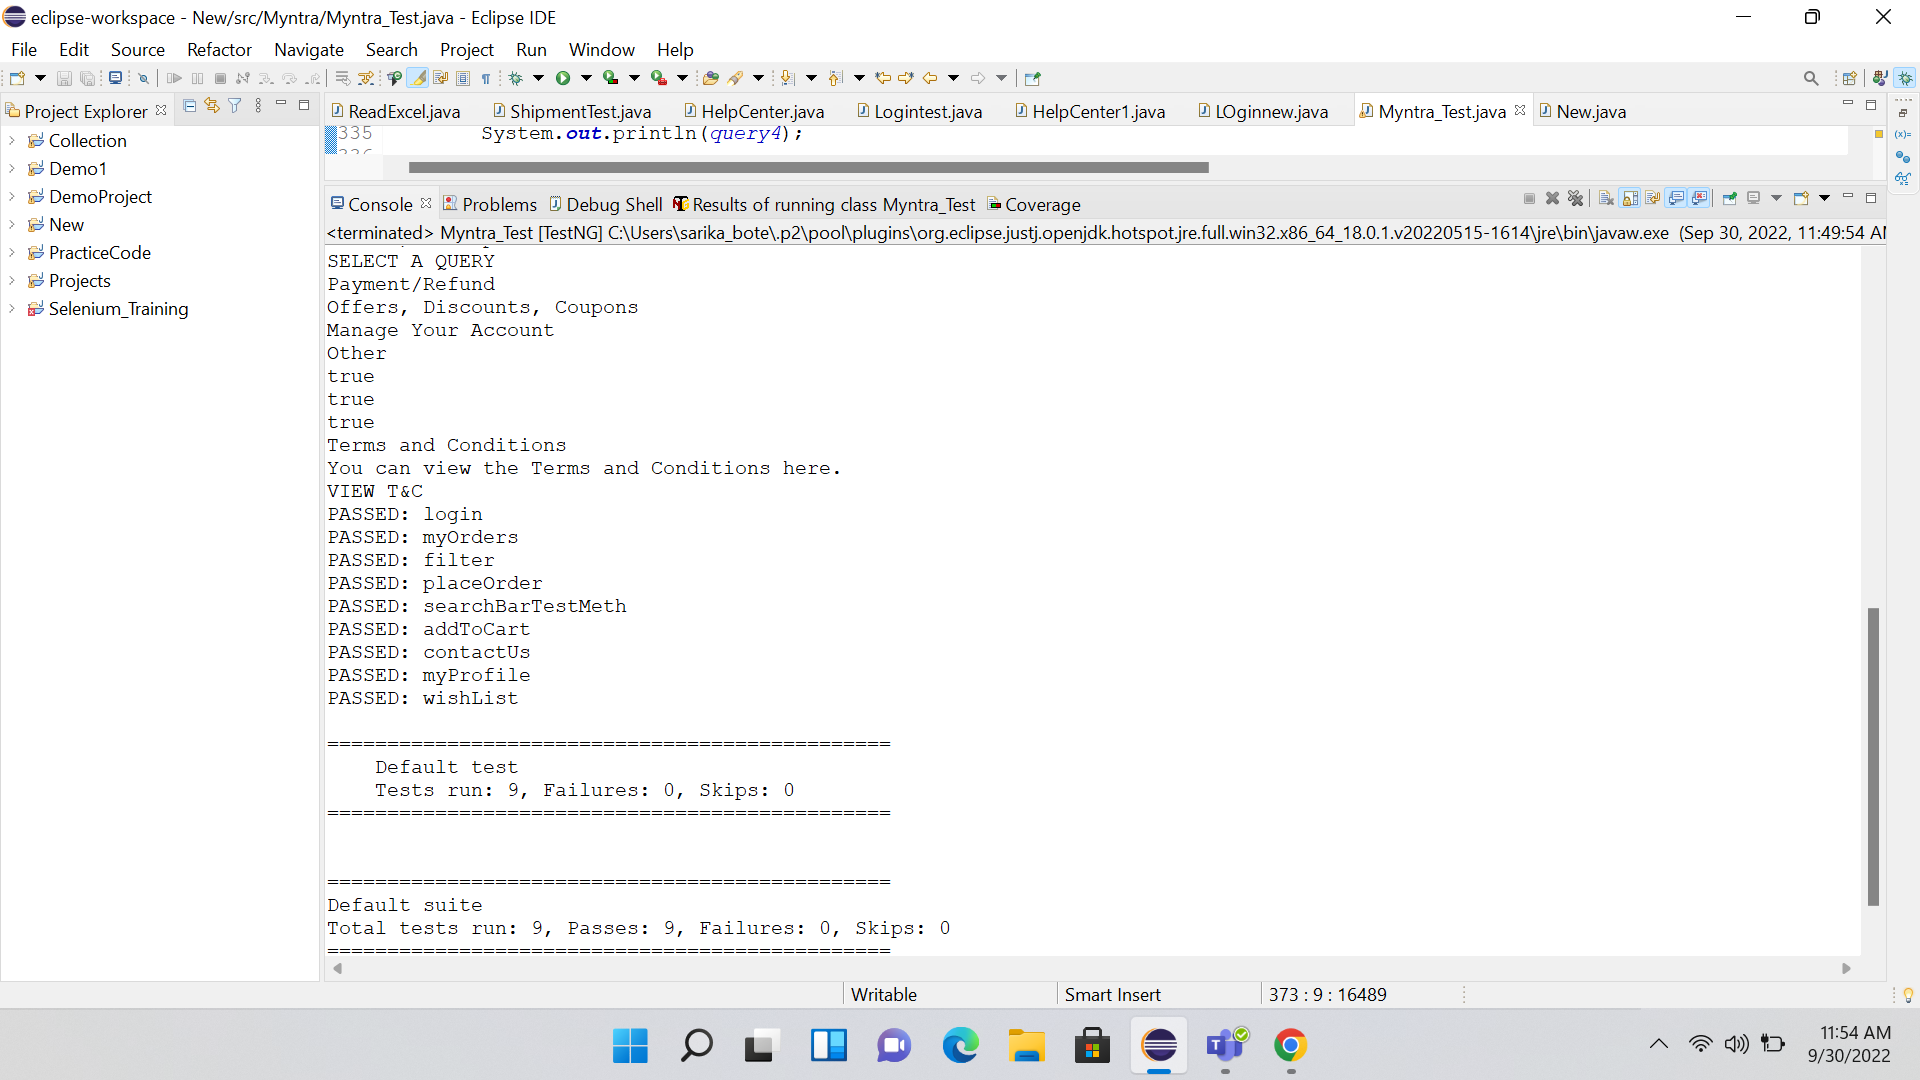 eclipse-workspace - New/src/Myntra/Myntra_Test.java - Eclipse IDE
File Edit Source Refactor Navigate Search Project Run Window Help
Project Explorer
Collection
Demo1
DemoProject
New
PracticeCode
Projects
Selenium_Training
ReadExcel.java ShipmentTest.java HelpCenter.java Logintest.java HelpCenter1.java LOginnew.java Myntra_Test.java New.java
335 System.out.println(query4);
Console Problems Debug Shell Results of running class Myntra_Test Coverage
<terminated> Myntra_Test [TestNG] C:\Users\sarika_bote\.p2\pool\plugins\org.eclipse.justj.openjdk.hotspot.jre.full.win32.x86_64_18.0.1.v20220515-1614\jre\bin\javaw.exe (Sep 30, 2022, 11:49:54 AM
SELECT A QUERY
Payment/Refund
Offers, Discounts, Coupons
Manage Your Account
Other
true
true
true
Terms and Conditions
You can view the Terms and Conditions here.
VIEW T&C
PASSED: login
PASSED: myOrders
PASSED: filter
PASSED: placeOrder
PASSED: searchBarTestMeth
PASSED: addToCart
PASSED: contactUs
PASSED: myProfile
PASSED: wishList
===============================================
Default test
Tests run: 9, Failures: 0, Skips: 0
===============================================
===============================================
Default suite
Total tests run: 9, Passes: 9, Failures: 0, Skips: 0
===============================================
Writable Smart Insert 373 : 9 : 16489
11:54 AM
9/30/2022